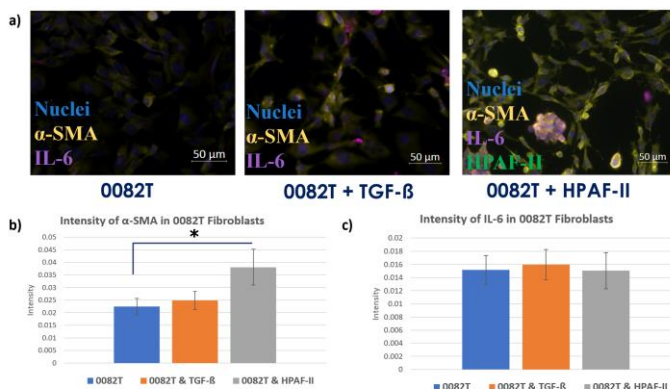 a)
Nuclei
α-SMA
IL-6
50 µm
0082T
Nuclei
α-SMA
IL-6
50 µm
0082T + TGF-ß
Nuclei
α-SMA
IL-6
HPAF-II
50 µm
0082T + HPAF-II
b)
Intensity of α-SMA in 0082T Fibroblasts
*
Intensity
0.05
0.045
0.04
0.035
0.03
0.025
0.02
0.015
0.01
0.005
0
0082T
0082T & TGF-ß
0082T & HPAF-II
c)
Intensity of IL-6 in 0082T Fibroblasts
Intensity
0.02
0.018
0.016
0.014
0.012
0.01
0.008
0.006
0.004
0.002
0
0082T
0082T & TGF-ß
0082T & HPAF-II